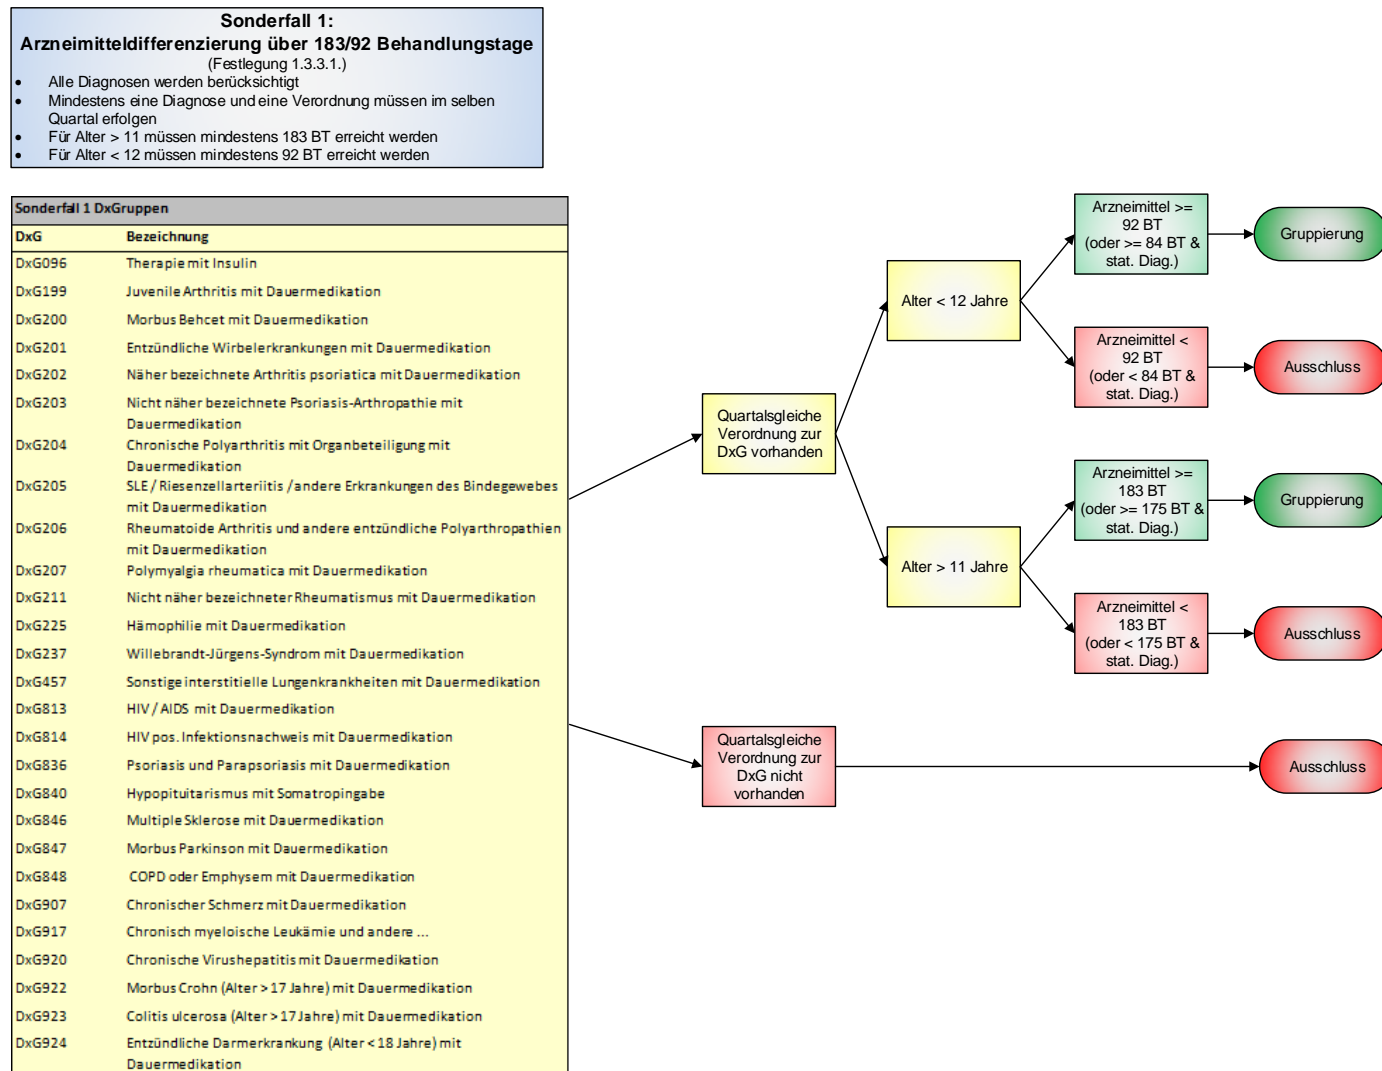 Sonderfall 1:
Arzneimitteldifferenzierung über 183/92 Behandlungstage
(Festlegung 1.3.3.1.)
• Alle Diagnosen werden berücksichtigt
• Mindestens eine Diagnose und eine Verordnung müssen im selben
Quartal erfolgen
• Für Alter > 11 müssen mindestens 183 BT erreicht werden
• Für Alter < 12 müssen mindestens 92 BT erreicht werden
Sonderfall 1 DxGruppen
DxG Bezeichnung
DxG096 Therapie mit Insulin
DxG199 Juvenile Arthritis mit Dauermedikation
DxG200 Morbus Behcet mit Dauermedikation
DxG201 Entzündliche Wirbelerkrankungen mit Dauermedikation
DxG202 Näher bezeichnete Arthritis psoriatica mit Dauermedikation
DxG203 Nicht näher bezeichnete Psoriasis-Arthropathie mit
Dauermedikation
DxG204 Chronische Polyarthritis mit Organbeteiligung mit
Dauermedikation
DxG205 SLE / Riesenzellarteriitis / andere Erkrankungen des Bindegewebes
mit Dauermedikation
DxG206 Rheumatoide Arthritis und andere entzündliche Polyarthropathien
mit Dauermedikation
DxG207 Polymyalgia rheumatica mit Dauermedikation
DxG211 Nicht näher bezeichneter Rheumatismus mit Dauermedikation
DxG225 Hämophilie mit Dauermedikation
DxG237 Willebrandt-Jürgens-Syndrom mit Dauermedikation
DxG457 Sonstige interstitielle Lungenkrankheiten mit Dauermedikation
DxG813 HIV / AIDS mit Dauermedikation
DxG814 HIV pos. Infektionsnachweis mit Dauermedikation
DxG836 Psoriasis und Parapsoriasis mit Dauermedikation
DxG840 Hypopituitarismus mit Somatropingabe
DxG846 Multiple Sklerose mit Dauermedikation
DxG847 Morbus Parkinson mit Dauermedikation
DxG848 COPD oder Emphysem mit Dauermedikation
DxG907 Chronischer Schmerz mit Dauermedikation
DxG917 Chronisch myeloische Leukämie und andere ...
DxG920 Chronische Virushepatitis mit Dauermedikation
DxG922 Morbus Crohn (Alter > 17 Jahre) mit Dauermedikation
DxG923 Colitis ulcerosa (Alter > 17 Jahre) mit Dauermedikation
DxG924 Entzündliche Darmerkrankung (Alter < 18 Jahre) mit
Dauermedikation
Quartalsgleiche
Verordnung zur
DxG vorhanden
Alter < 12 Jahre
Arzneimittel >=
92 BT
(oder >= 84 BT &
stat. Diag.)
Gruppierung
Arzneimittel <
92 BT
(oder < 84 BT &
stat. Diag.)
Ausschluss
Alter > 11 Jahre
Arzneimittel >=
183 BT
(oder >= 175 BT &
stat. Diag.)
Gruppierung
Arzneimittel <
183 BT
(oder < 175 BT &
stat. Diag.)
Ausschluss
Quartalsgleiche
Verordnung zur
DxG nicht
vorhanden
Ausschluss